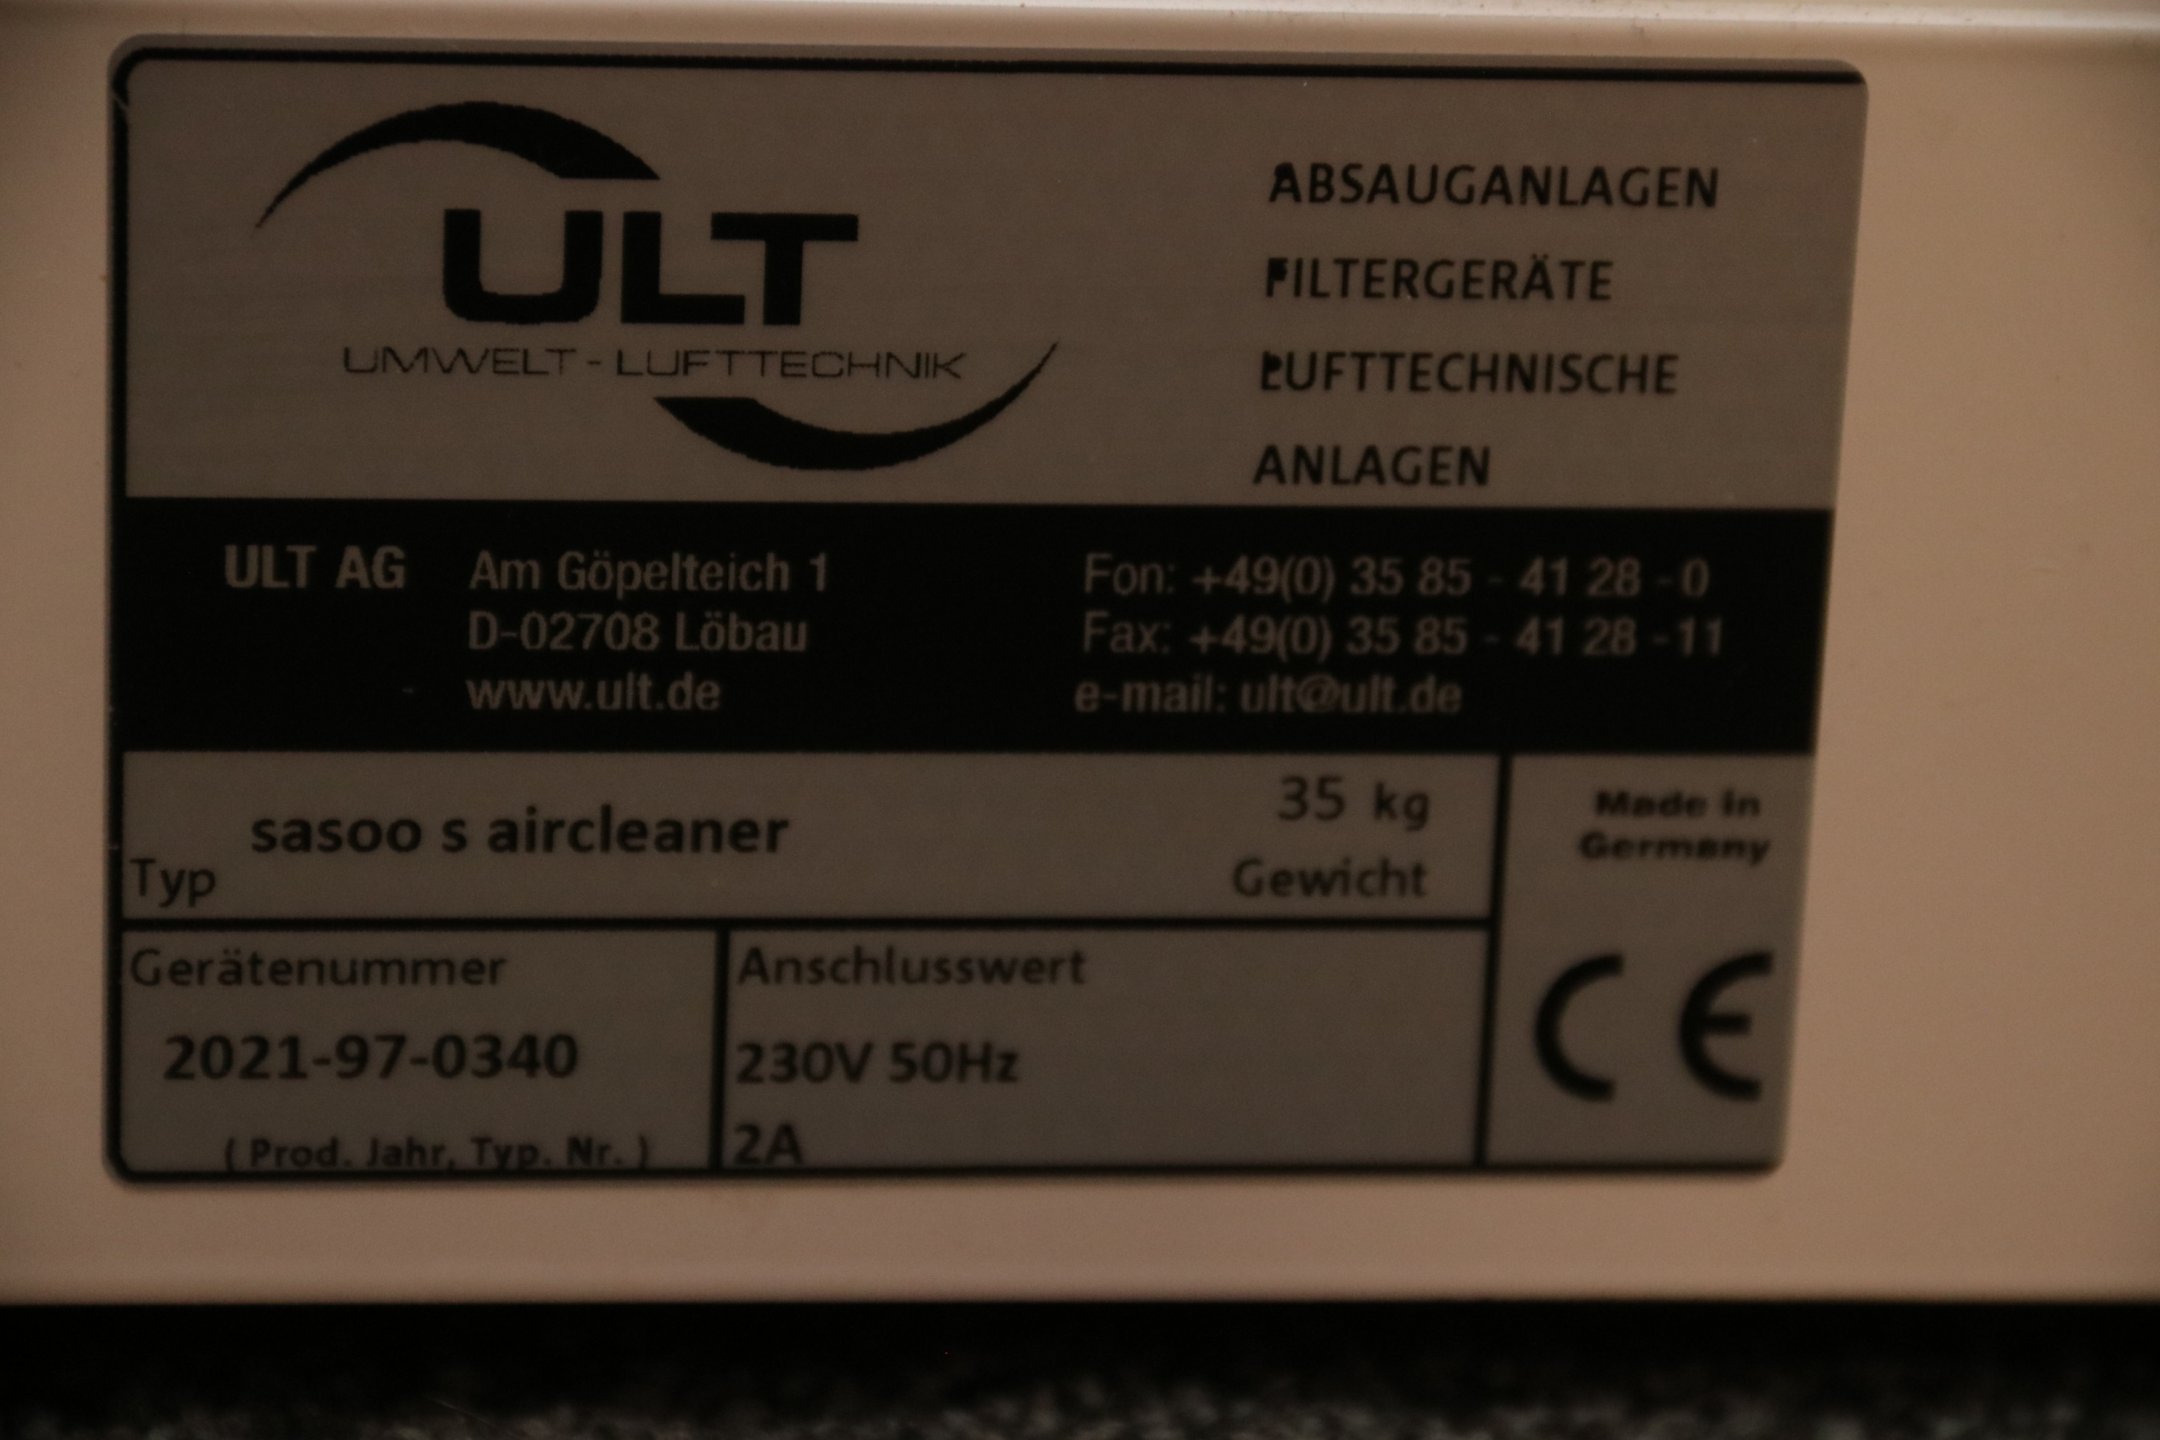 ULT
UMWELT - LUFTTECHNIK
ABSAUGANLAGEN
FILTERGERÄTE
LUFTTECHNISCHE
ANLAGEN
ULT AG Am Göpelteich 1
D-02708 Löbau
www.ult.de
Fon: +49(0) 35 85 - 41 28 - 0
Fax: +49(0) 35 85 - 41 28 - 11
e-mail: ult@ult.de
sasoo s aircleaner
Typ
35 kg
Gewicht
Made in
Germany
CE
Gerätenummer
2021-97-0340
( Prod. Jahr, Typ. Nr. )
Anschlusswert
230V 50Hz
2A